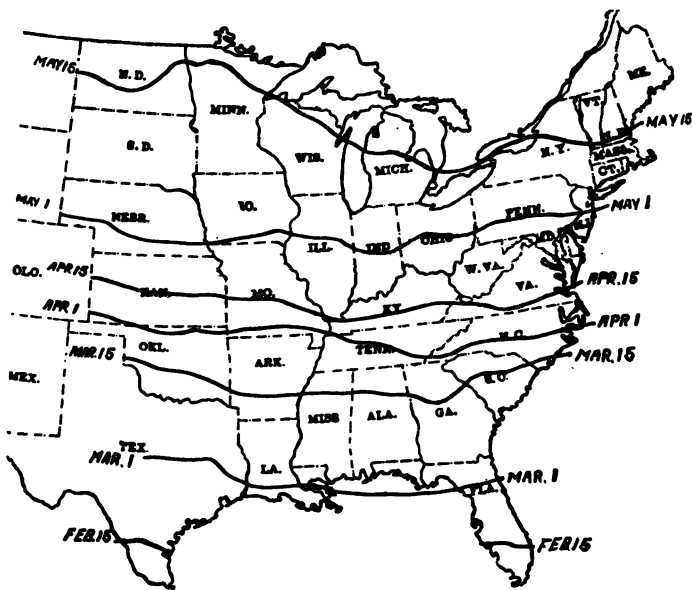 MAY 15
N.D.
MINN.
ME.
VT.
MAY 15
S.D.
WIS.
MICH.
N.Y.
MASS.
CT.
MAY 1
NEBR.
IO.
ILL.
IND.
OHIO
PENN.
N.J.
MAY 1
MD.
OLO.
APR 15
KAN.
MO.
KY.
W.VA.
VA.
APR. 15
APR 1
OKL.
ARK.
TENN.
N.C.
APR 1
MAR. 15
MEX.
MISS
ALA.
GA.
S.C.
MAR. 15
TEX.
MAR. 1
LA.
FLA.
MAR. 1
FEB. 15
FEB 15